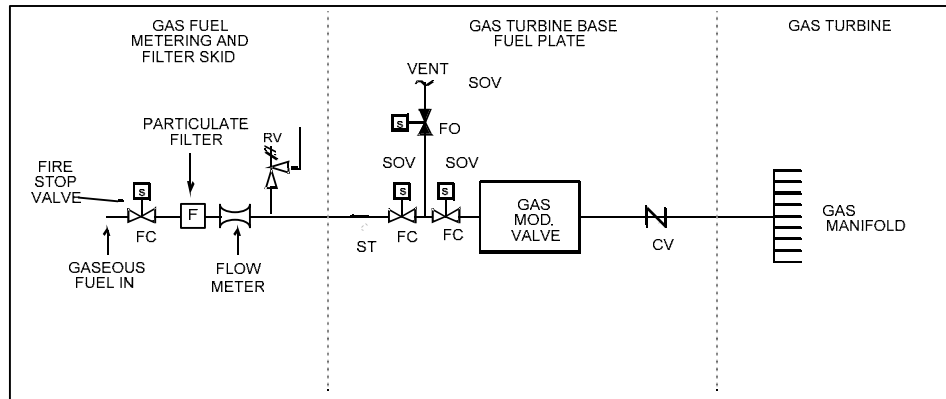 GAS FUEL
METERING AND
FILTER SKID
GAS TURBINE BASE
FUEL PLATE
GAS TURBINE
VENT
SOV
S
FO
PARTICULATE
FILTER
RV
FIRE
STOP
VALVE
S
SOV
SOV
S
S
F
FC
ST
FC
FC
GAS
MOD.
VALVE
CV
GAS
MANIFOLD
GASEOUS
FUEL IN
FLOW
METER